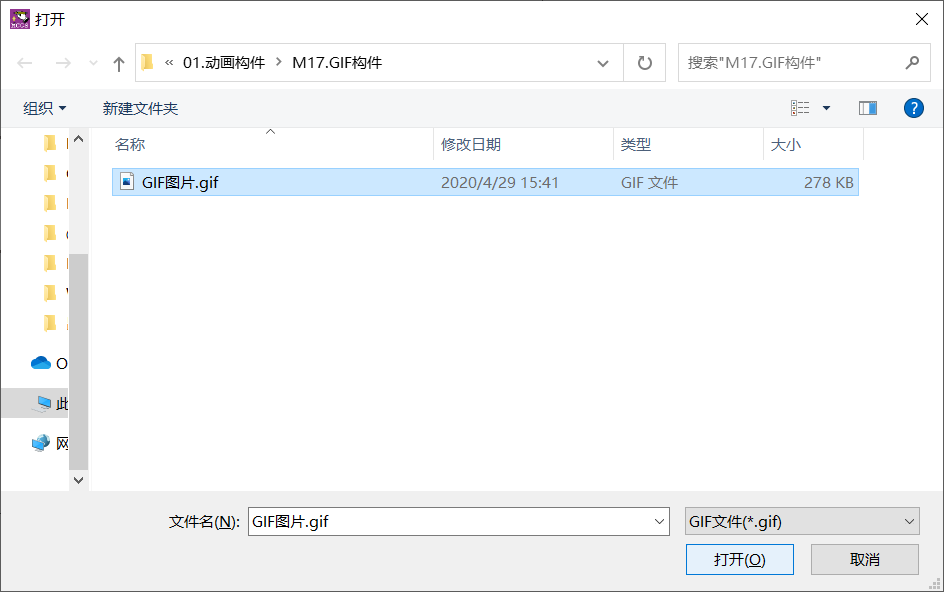 打开
« 01.动画构件 > M17.GIF构件
搜索"M17.GIF构件"
组织
新建文件夹
名称 修改日期 类型 大小
GIF图片.gif 2020/4/29 15:41 GIF 文件 278 KB
O
此
网
文件名(N): GIF图片.gif GIF文件(*.gif)
打开(O) 取消